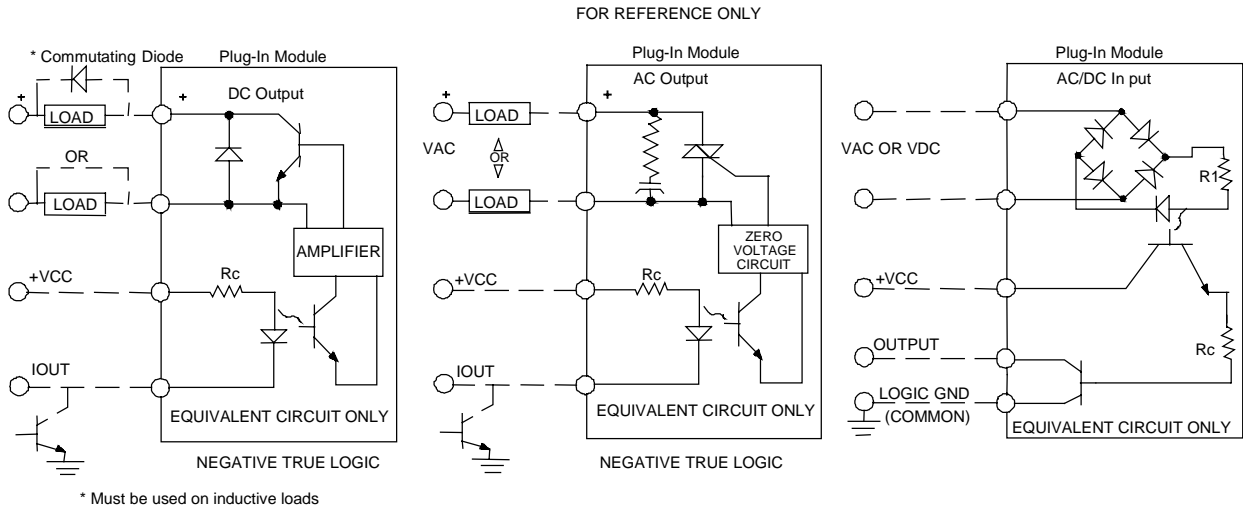 FOR REFERENCE ONLY
* Commutating Diode
Plug-In Module
DC Output
+
+
LOAD
OR
LOAD
AMPLIFIER
+VCC
Rc
IOUT
EQUIVALENT CIRCUIT ONLY
NEGATIVE TRUE LOGIC
* Must be used on inductive loads
Plug-In Module
AC Output
+
+
LOAD
VAC
OR
LOAD
ZERO
VOLTAGE
CIRCUIT
+VCC
Rc
IOUT
EQUIVALENT CIRCUIT ONLY
NEGATIVE TRUE LOGIC
Plug-In Module
AC/DC In put
VAC OR VDC
R1
+VCC
OUTPUT
Rc
LOGIC GND
(COMMON)
EQUIVALENT CIRCUIT ONLY